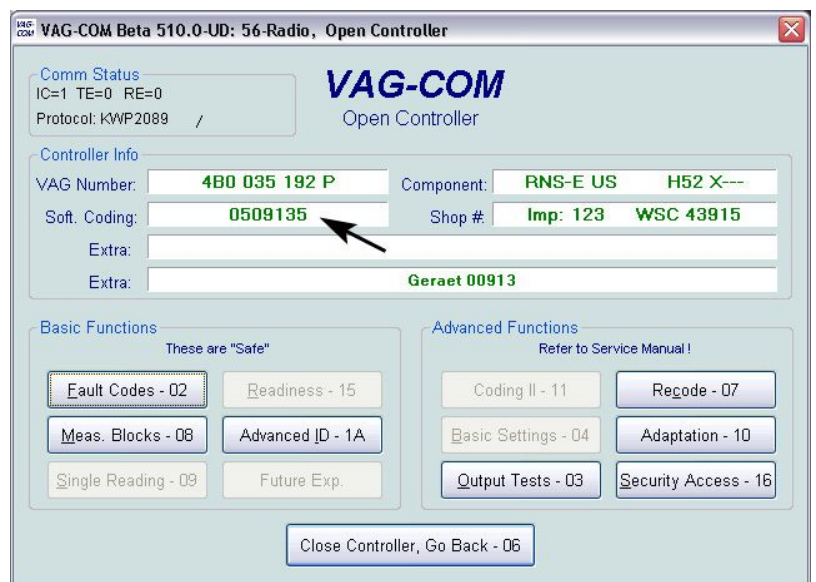 VAG-COM Beta 510.0-UD: 56-Radio, Open Controller
Comm Status
IC=1 TE=0 RE=0
Protocol: KWP2089 /
VAG-COM
Open Controller
Controller Info
VAG Number: 4B0 035 192 P Component: RNS-E US H52 X---
Soft. Coding: 0509135 Shop #: Imp: 123 WSC 43915
Extra:
Extra: Geraet 00913
Basic Functions
These are "Safe"
Fault Codes - 02 Readiness - 15
Meas. Blocks - 08 Advanced ID - 1A
Single Reading - 09 Future Exp.
Advanced Functions
Refer to Service Manual !
Coding II - 11 Recode - 07
Basic Settings - 04 Adaptation - 10
Output Tests - 03 Security Access - 16
Close Controller, Go Back - 06